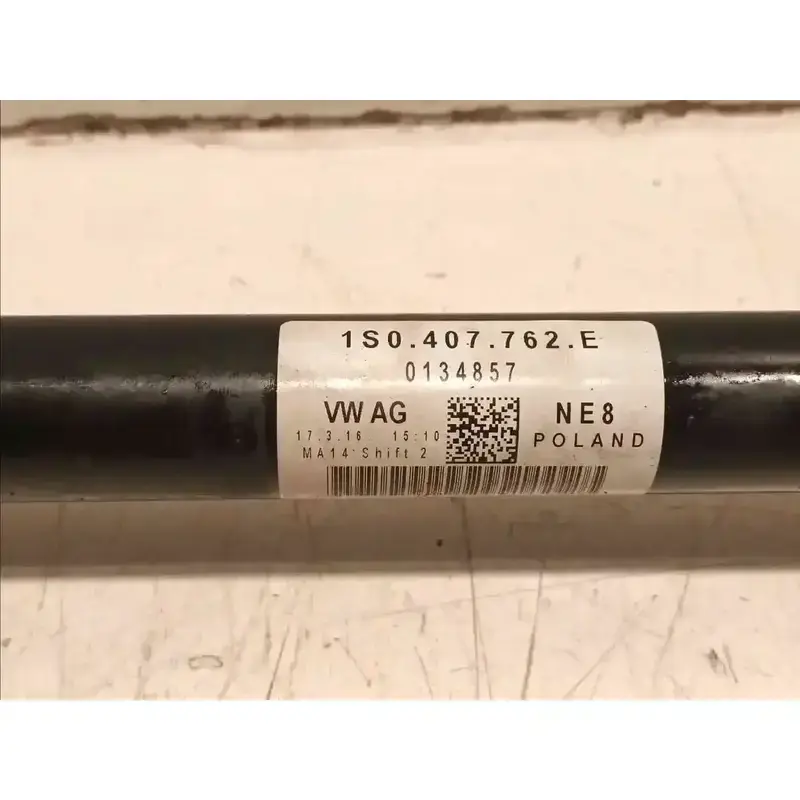 1S0.407.762.E
0134857
VW AG
17.3.16 15:10
MA14 Shift 2
NE8
POLAND